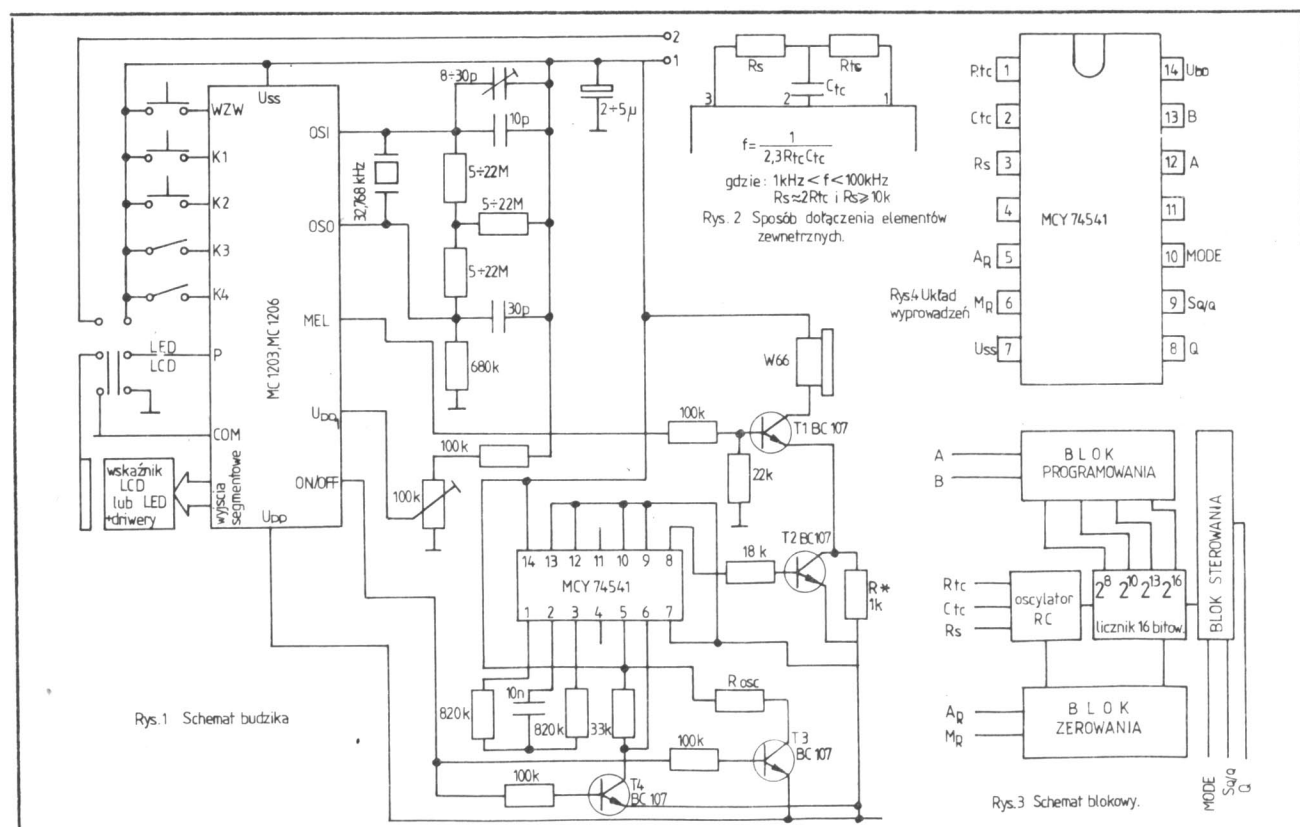 2
1
USS
WZW
K1
K2
K3
K4
LED
LCD
P
COM
wskaźnik
LCD
lub LED
+driwery
wyjścia
segmentowe
MC 1203, MC 1206
OSI
OSO
MEL
UDD1
ON/OFF
UDD
32,768 kHz
8÷30p
10p
2÷5µ
5÷22M
5÷22M
5÷22M
30p
680k
100k
100k
100k
22k
W66
T1 BC 107
T2 BC 107
18 k
R*
1k
14 13 12 11 10 9 8
MCY 74541
1 2 3 4 5 6 7
820k
10n
820k
33k
R osc
100k
T3
BC 107
100k
T4
BC 107
Rys.1 Schemat budzika
Rs
Rts
Ctc
3 2 1
f = 1
2,3 Rtc Ctc
gdzie: 1kHz < f < 100kHz
Rs ≈ 2Rtc i Rs ⩾ 10k
Rys. 2 Sposób dołączenia elementów
zewnetrznych.
Rtc 1
Ctc 2
Rs 3
4
AR 5
MR 6
Uss 7
MCY 74541
14 UDD
13 B
12 A
11
10 MODE
9 SQ/Q
8 Q
Rys.4 Układ
wyprowadzeń
A
B
BLOK
PROGRAMOWANIA
Rtc
Ctc
Rs
oscylator
RC
2^8 2^10 2^13 2^16
licznik 16 bitow.
BLOK STEROWANIA
AR
MR
BLOK
ZEROWANIA
MODE
SQ/Q
Q
Rys.3 Schemat blokowy.